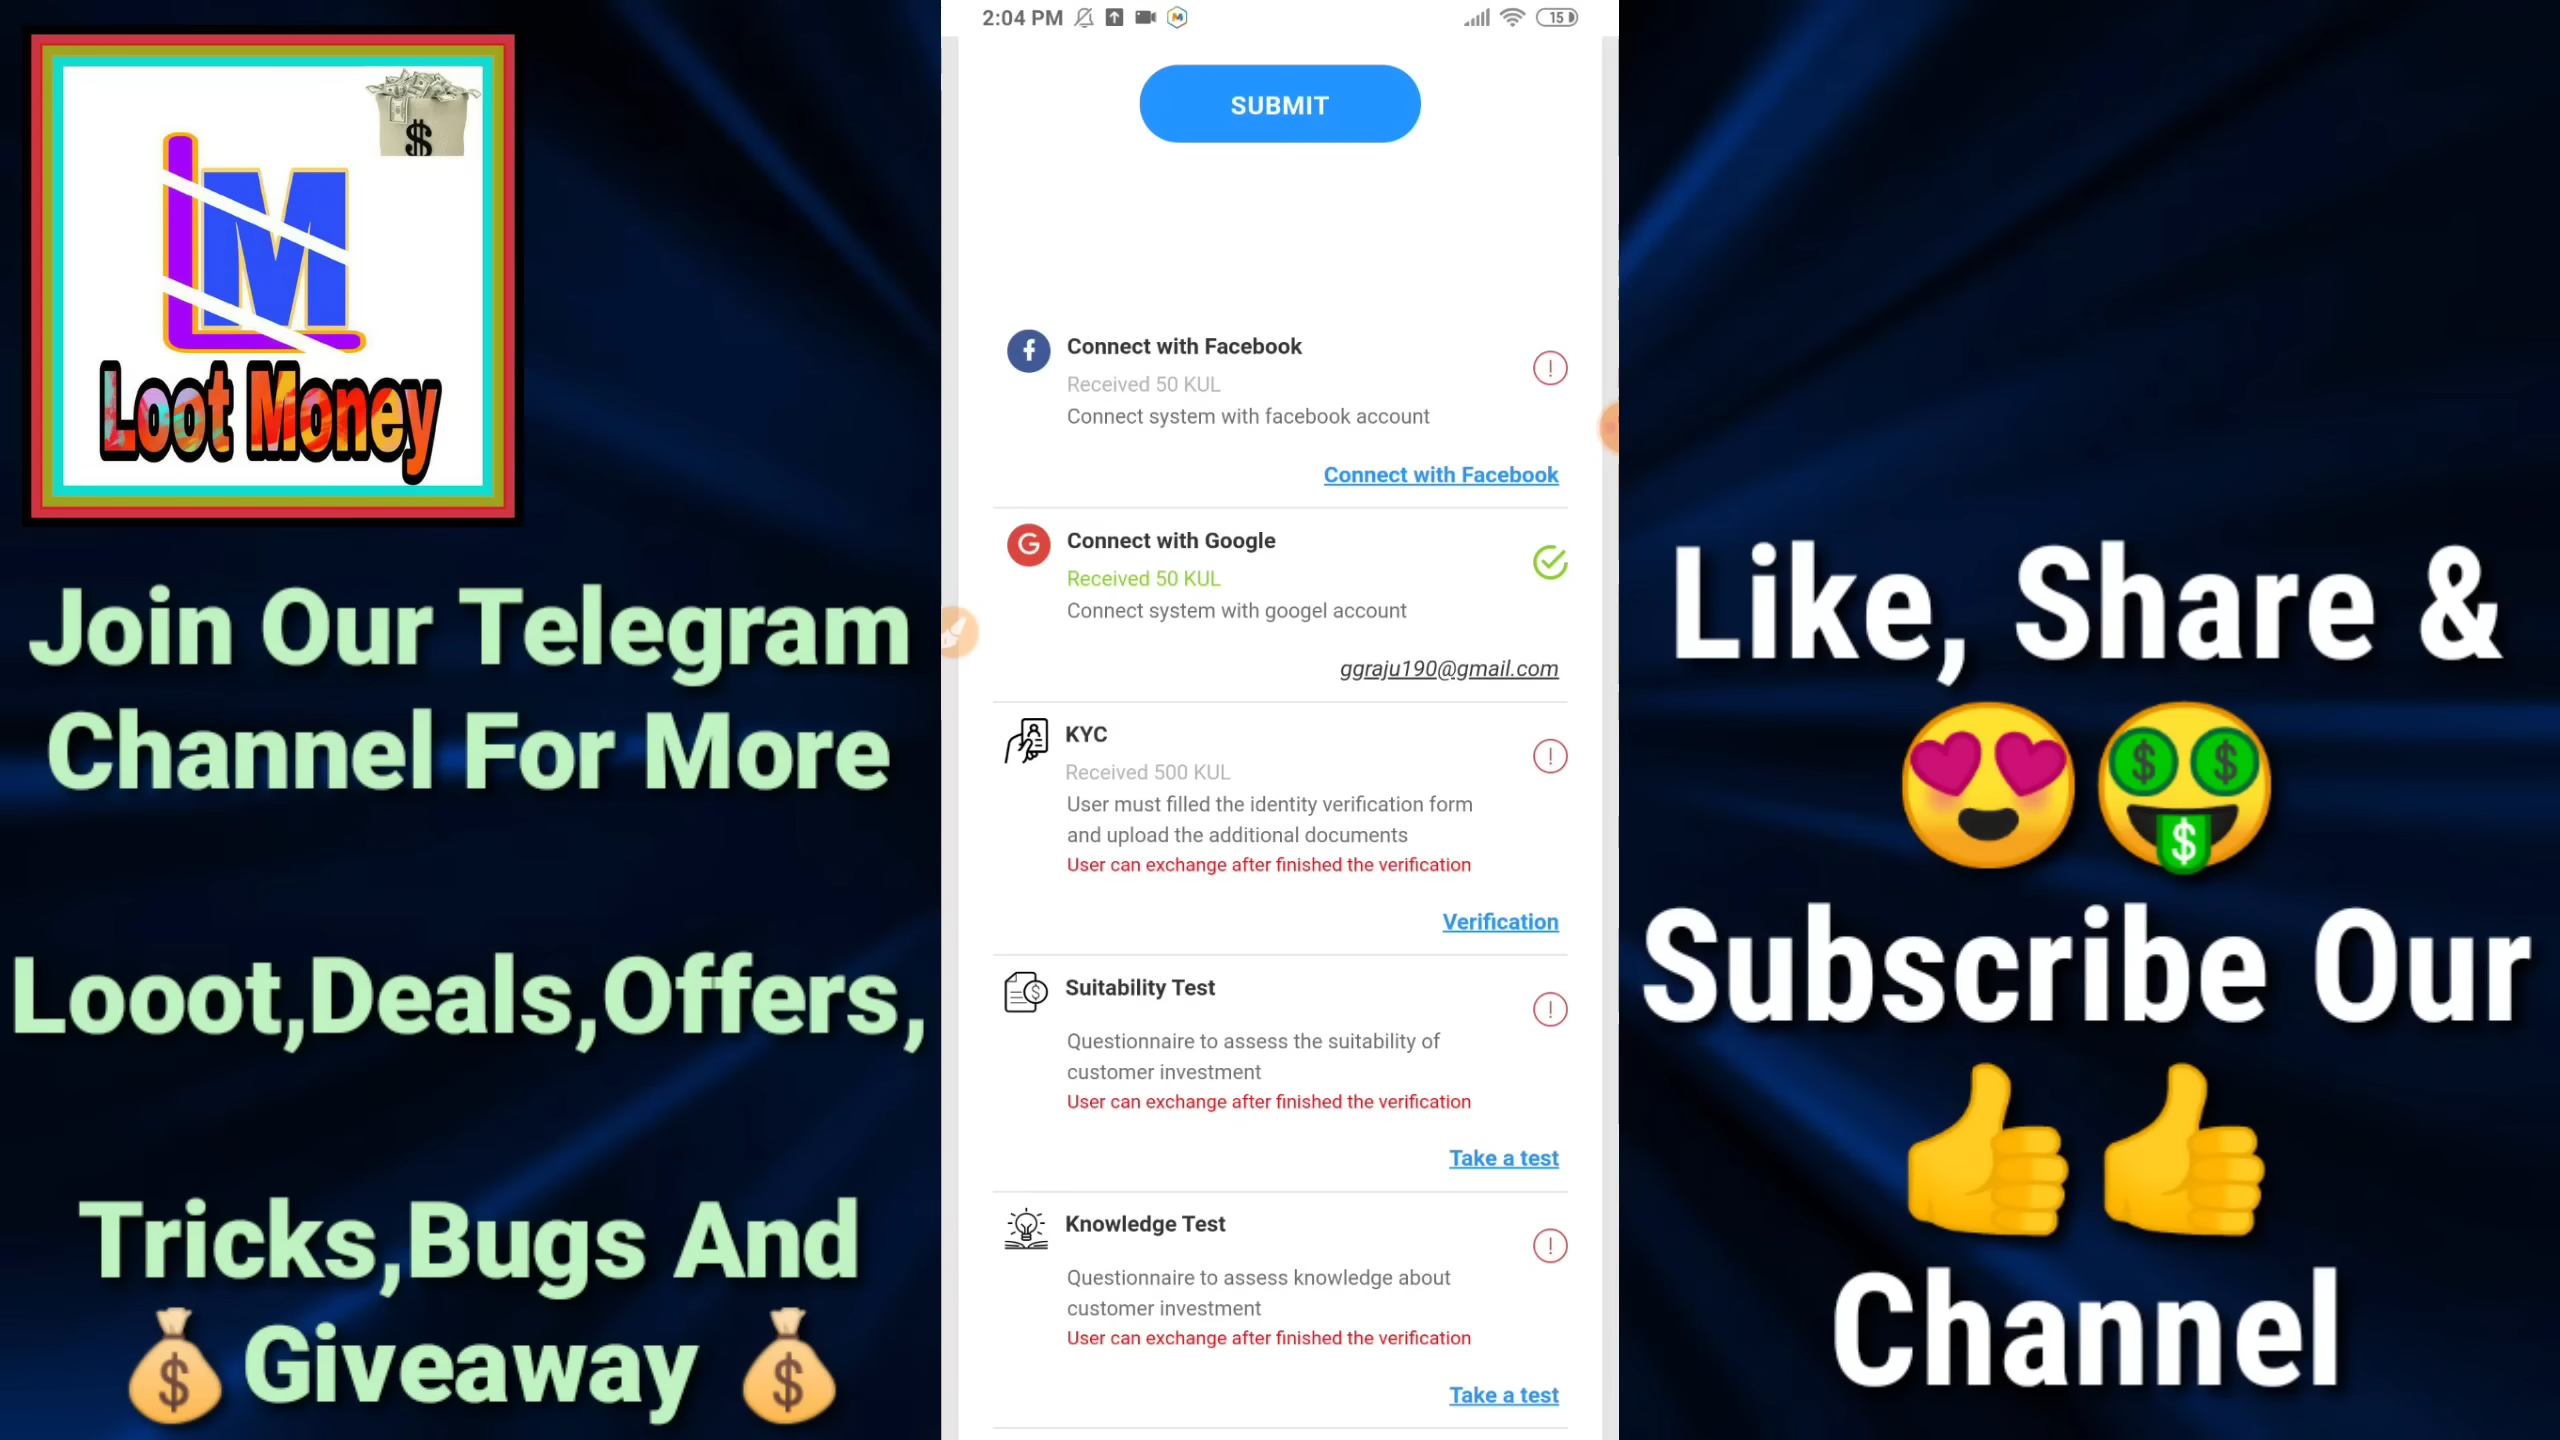 LM
Loot Money
Join Our Telegram
Channel For More
Looot,Deals,Offers,
Tricks,Bugs And
Giveaway
2:04 PM
15
SUBMIT
Connect with Facebook
Received 50 KUL
Connect system with facebook account
Connect with Facebook
Connect with Google
Received 50 KUL
Connect system with googel account
ggraju190@gmail.com
KYC
Received 500 KUL
User must filled the identity verification form
and upload the additional documents
User can exchange after finished the verification
Verification
Suitability Test
Questionnaire to assess the suitability of
customer investment
User can exchange after finished the verification
Take a test
Knowledge Test
Questionnaire to assess knowledge about
customer investment
User can exchange after finished the verification
Take a test
Like, Share &
Subscribe Our
Channel